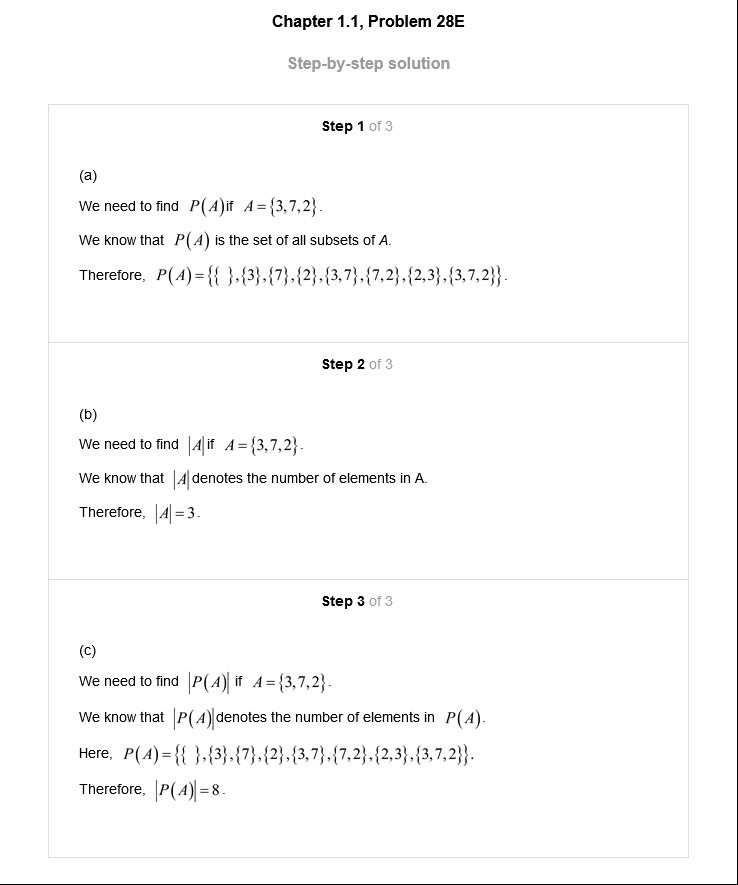 Chapter 1.1, Problem 28E
Step-by-step solution
Step 1 of 3
(a)
We need to find P(A) if A = {3,7,2}.
We know that P(A) is the set of all subsets of A.
Therefore, P(A) = {{ },{3},{7},{2},{3,7},{7,2},{2,3},{3,7,2}}.
Step 2 of 3
(b)
We need to find |A| if A = {3,7,2}.
We know that |A| denotes the number of elements in A.
Therefore, |A| = 3.
Step 3 of 3
(c)
We need to find |P(A)| if A = {3,7,2}.
We know that |P(A)| denotes the number of elements in P(A).
Here, P(A) = {{ },{3},{7},{2},{3,7},{7,2},{2,3},{3,7,2}}.
Therefore, |P(A)| = 8.